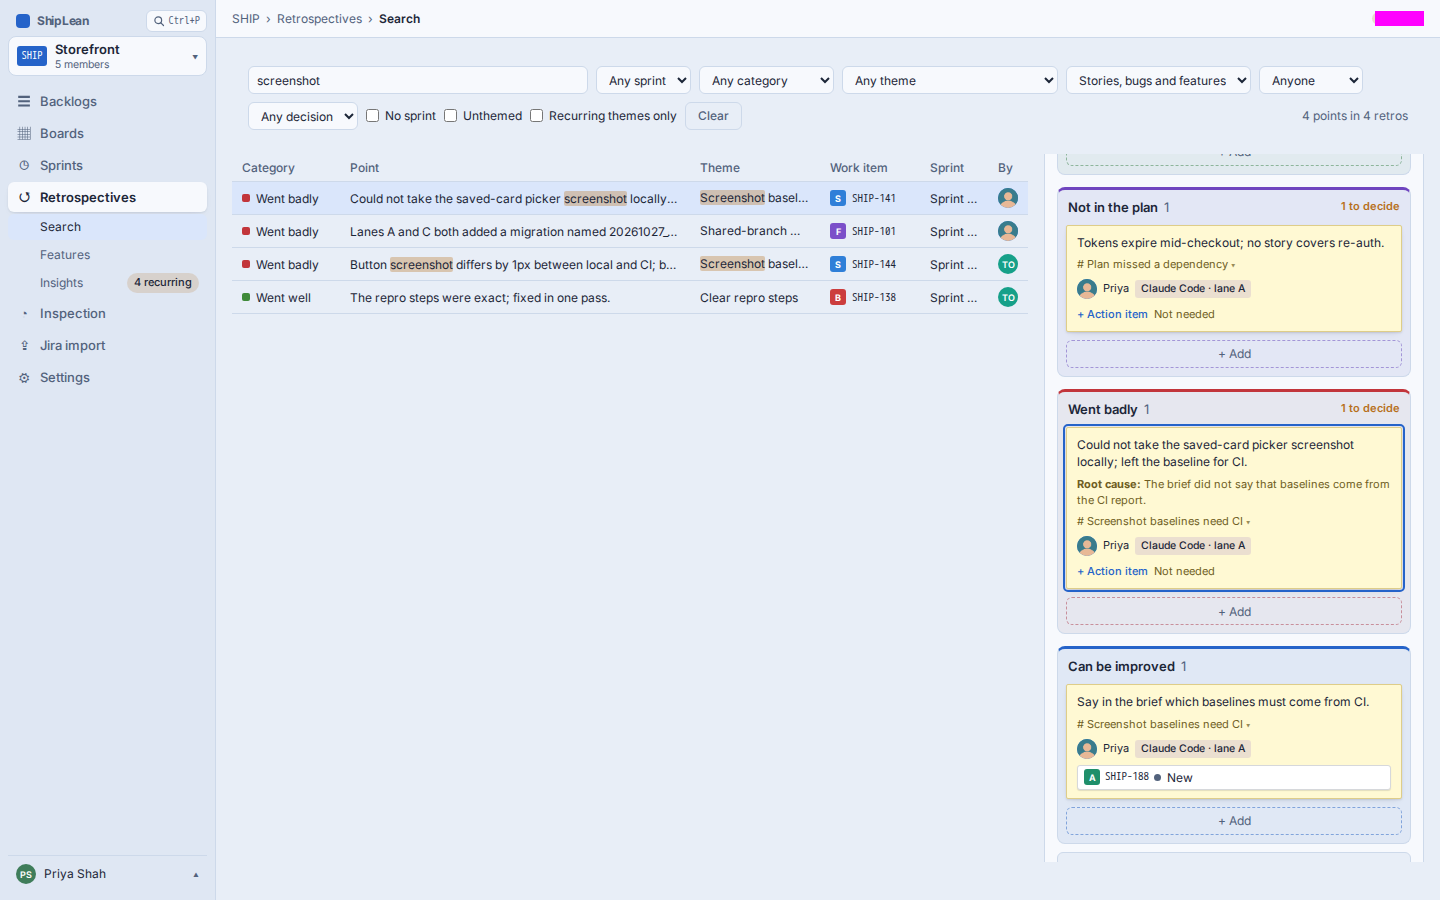 ShipLean
Ctrl+P
SHIP
Storefront
5 members
Backlogs
Boards
Sprints
Retrospectives
Search
Features
Insights
4 recurring
Inspection
Jira import
Settings
PS
Priya Shah
SHIP › Retrospectives › Search
screenshot
Any sprint
Any category
Any theme
Stories, bugs and features
Anyone
Any decision
No sprint
Unthemed
Recurring themes only
Clear
4 points in 4 retros
Category Point Theme Work item Sprint By
Went badly Could not take the saved-card picker screenshot locally... Screenshot basel... S SHIP-141 Sprint ...
Went badly Lanes A and C both added a migration named 20261027_... Shared-branch ... F SHIP-101 Sprint ...
Went badly Button screenshot differs by 1px between local and CI; b... Screenshot basel... S SHIP-144 Sprint ... TO
Went well The repro steps were exact; fixed in one pass. Clear repro steps B SHIP-138 Sprint ... TO
+ Add
Not in the plan 1
1 to decide
Tokens expire mid-checkout; no story covers re-auth.
# Plan missed a dependency
Priya Claude Code · lane A
+ Action item Not needed
+ Add
Went badly 1
1 to decide
Could not take the saved-card picker screenshot
locally; left the baseline for CI.
Root cause: The brief did not say that baselines come from
the CI report.
# Screenshot baselines need CI
Priya Claude Code · lane A
+ Action item Not needed
+ Add
Can be improved 1
Say in the brief which baselines must come from CI.
# Screenshot baselines need CI
Priya Claude Code · lane A
A SHIP-188 New
+ Add